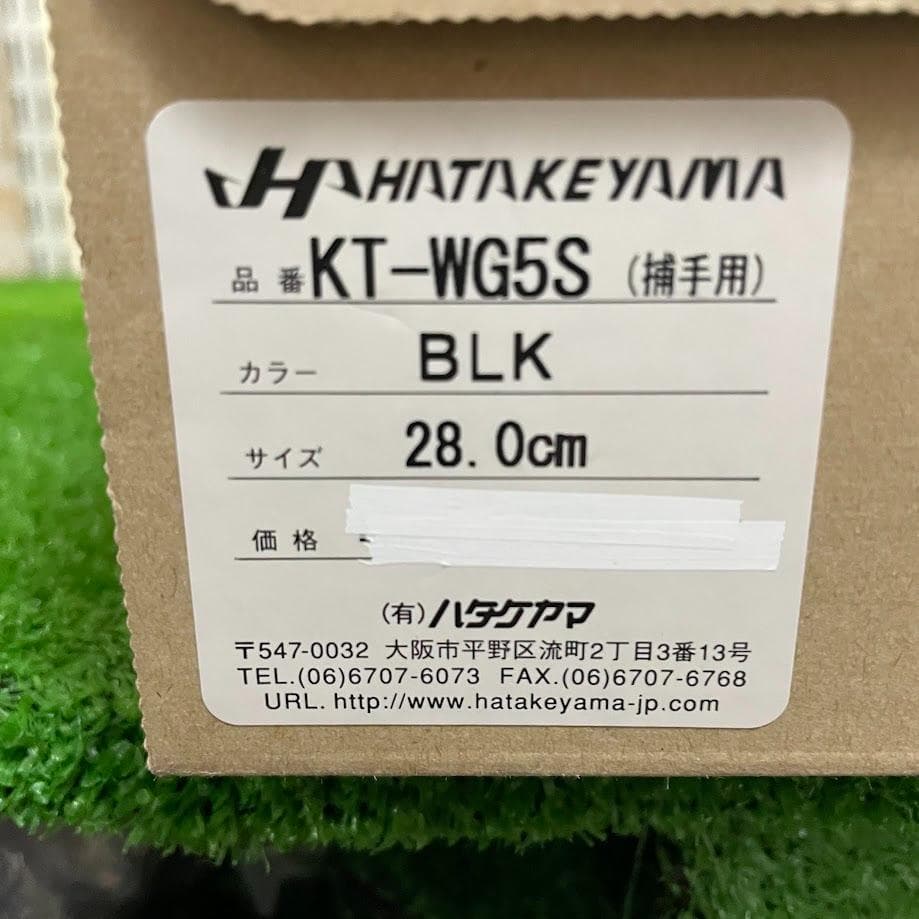 HATAKEYAMA
品番 KT-WG5S (捕手用)
カラー BLK
サイズ 28.0cm
価格
(有)ハタケヤマ
〒547-0032 大阪市平野区流町2丁目3番13号
TEL.(06)6707-6073 FAX.(06)6707-6768
URL. http://www.hatakeyama-jp.com